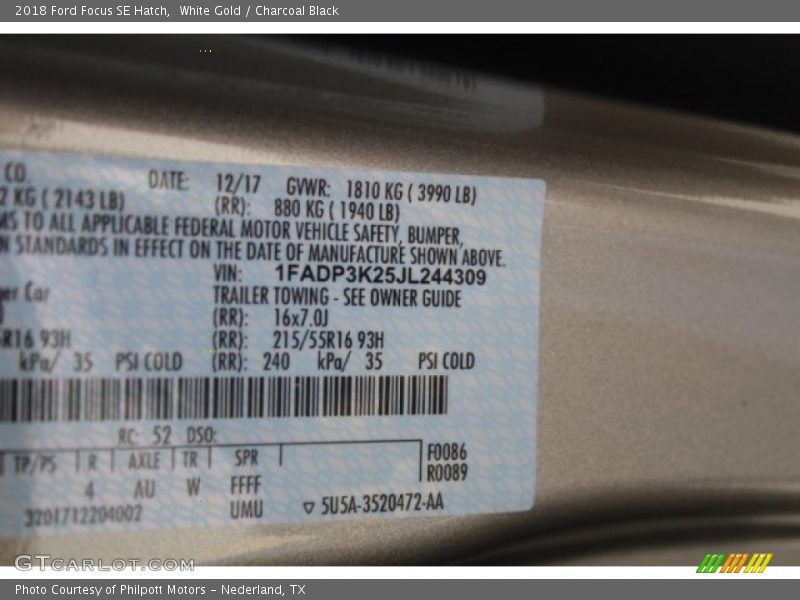 2018 Ford Focus SE Hatch, White Gold / Charcoal Black
CO. DATE: 12/17 GVWR: 1810 KG ( 3990 LB)
2 KG ( 2143 LB) (RR): 880 KG ( 1940 LB)
MS TO ALL APPLICABLE FEDERAL MOTOR VEHICLE SAFETY, BUMPER,
N STANDARDS IN EFFECT ON THE DATE OF MANUFACTURE SHOWN ABOVE.
VIN: 1FADP3K25JL244309
er Car TRAILER TOWING - SEE OWNER GUIDE
(RR): 16x7.0J
R16 93H (RR): 215/55R16 93H
kPa/ 35 PSI COLD (RR): 240 kPa/ 35 PSI COLD
RC: 52 DSO:
TP/PS R AXLE TR SPR F0086
4 AU W FFFF R0089
3201712204002 UMU ▽ 5U5A-3520472-AA
GTCARLOT.COM
Photo Courtesy of Philpott Motors - Nederland, TX